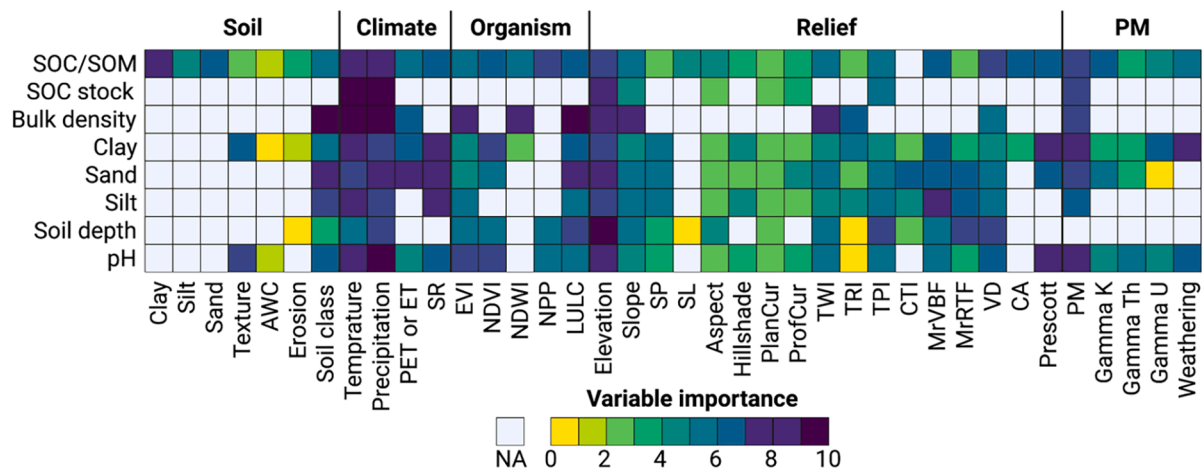 Soil Climate Organism Relief PM
SOC/SOM
SOC stock
Bulk density
Clay
Sand
Silt
Soil depth
pH
Clay Silt Sand Texture AWC Erosion Soil class Temprature Precipitation PET or ET SR EVI NDVI NDWI NPP LULC Elevation Slope SP SL Aspect Hillshade PlanCur ProfCur TWI TRI TPI CTI MrVBF MrRTF VD CA Prescott PM Gamma K Gamma Th Gamma U Weathering
Variable importance
NA 0 2 4 6 8 10